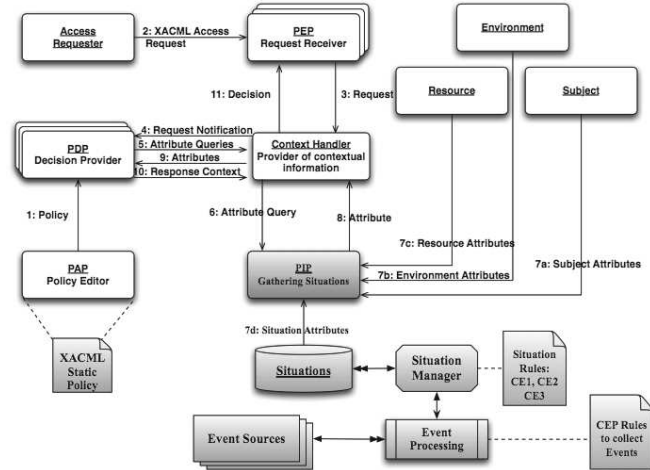 Access
Requester
2: XACML Access
Request
PEP
Request Receiver
Environment
Resource
Subject
11: Decision
3: Request
PDP
Decision Provider
4: Request Notification
5: Attribute Queries
9: Attributes
10: Response Context
Context Handler
Provider of contextual
information
1: Policy
6: Attribute Query
8: Attribute
7c: Resource Attributes
7b: Environment Attributes
7a: Subject Attributes
PAP
Policy Editor
PIP
Gathering Situations
7d: Situation Attributes
XACML
Static
Policy
Situations
Situation
Manager
Situation
Rules:
CE1, CE2
CE3
Event Sources
Event
Processing
CEP Rules
to collect
Events